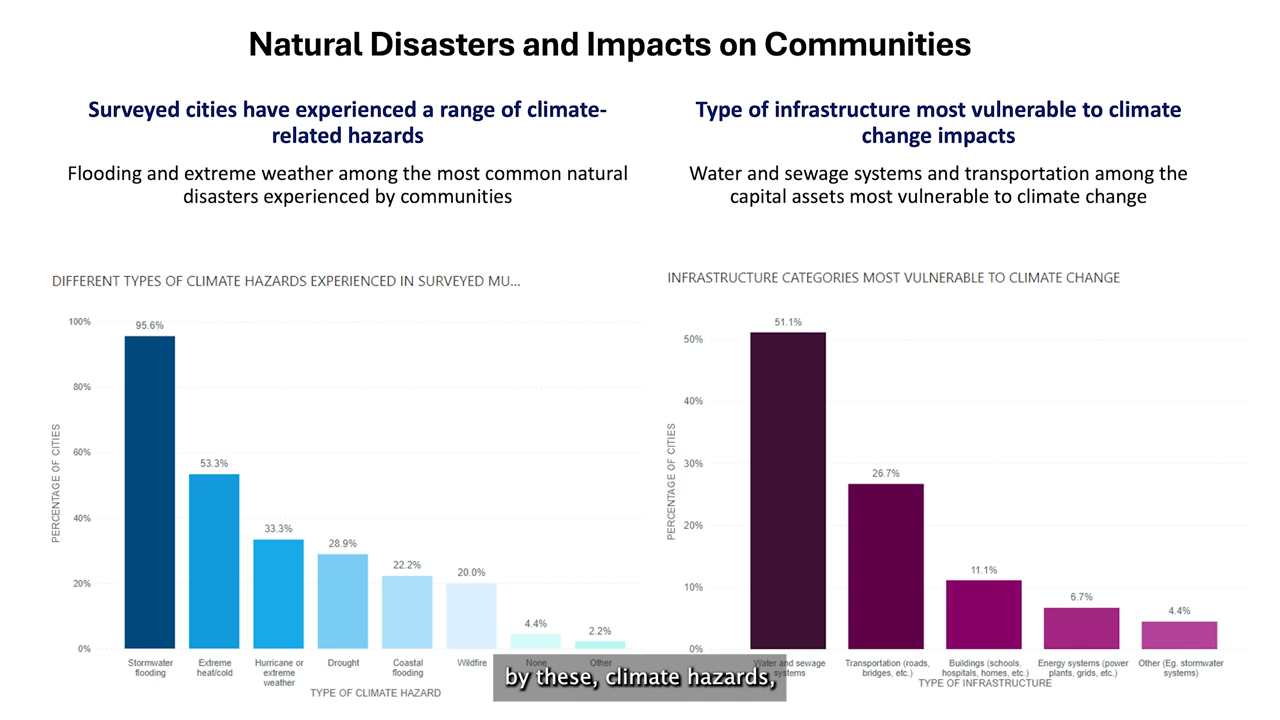 Natural Disasters and Impacts on Communities
Surveyed cities have experienced a range of climate-
related hazards
Flooding and extreme weather among the most common natural
disasters experienced by communities
Type of infrastructure most vulnerable to climate
change impacts
Water and sewage systems and transportation among the
capital assets most vulnerable to climate change
DIFFERENT TYPES OF CLIMATE HAZARDS EXPERIENCED IN SURVEYED MU...
PERCENTAGE OF CITIES
100%
80%
60%
40%
20%
0%
95.6%
53.3%
33.3%
28.9%
22.2%
20.0%
4.4%
2.2%
Stormwater
flooding
Extreme
heat/cold
Hurricane or
extreme
weather
Drought
Coastal
flooding
Wildfire
None
Other
TYPE OF CLIMATE HAZARD
INFRASTRUCTURE CATEGORIES MOST VULNERABLE TO CLIMATE CHANGE
PERCENTAGE OF CITIES
50%
40%
30%
20%
10%
0%
51.1%
26.7%
11.1%
6.7%
4.4%
Water and sewage
systems
Transportation (roads,
bridges, etc.)
Buildings (schools,
hospitals, homes, etc.)
Energy systems (power
plants, grids, etc.)
Other (Eg. stormwater
systems)
TYPE OF INFRASTRUCTURE
by these, climate hazards,